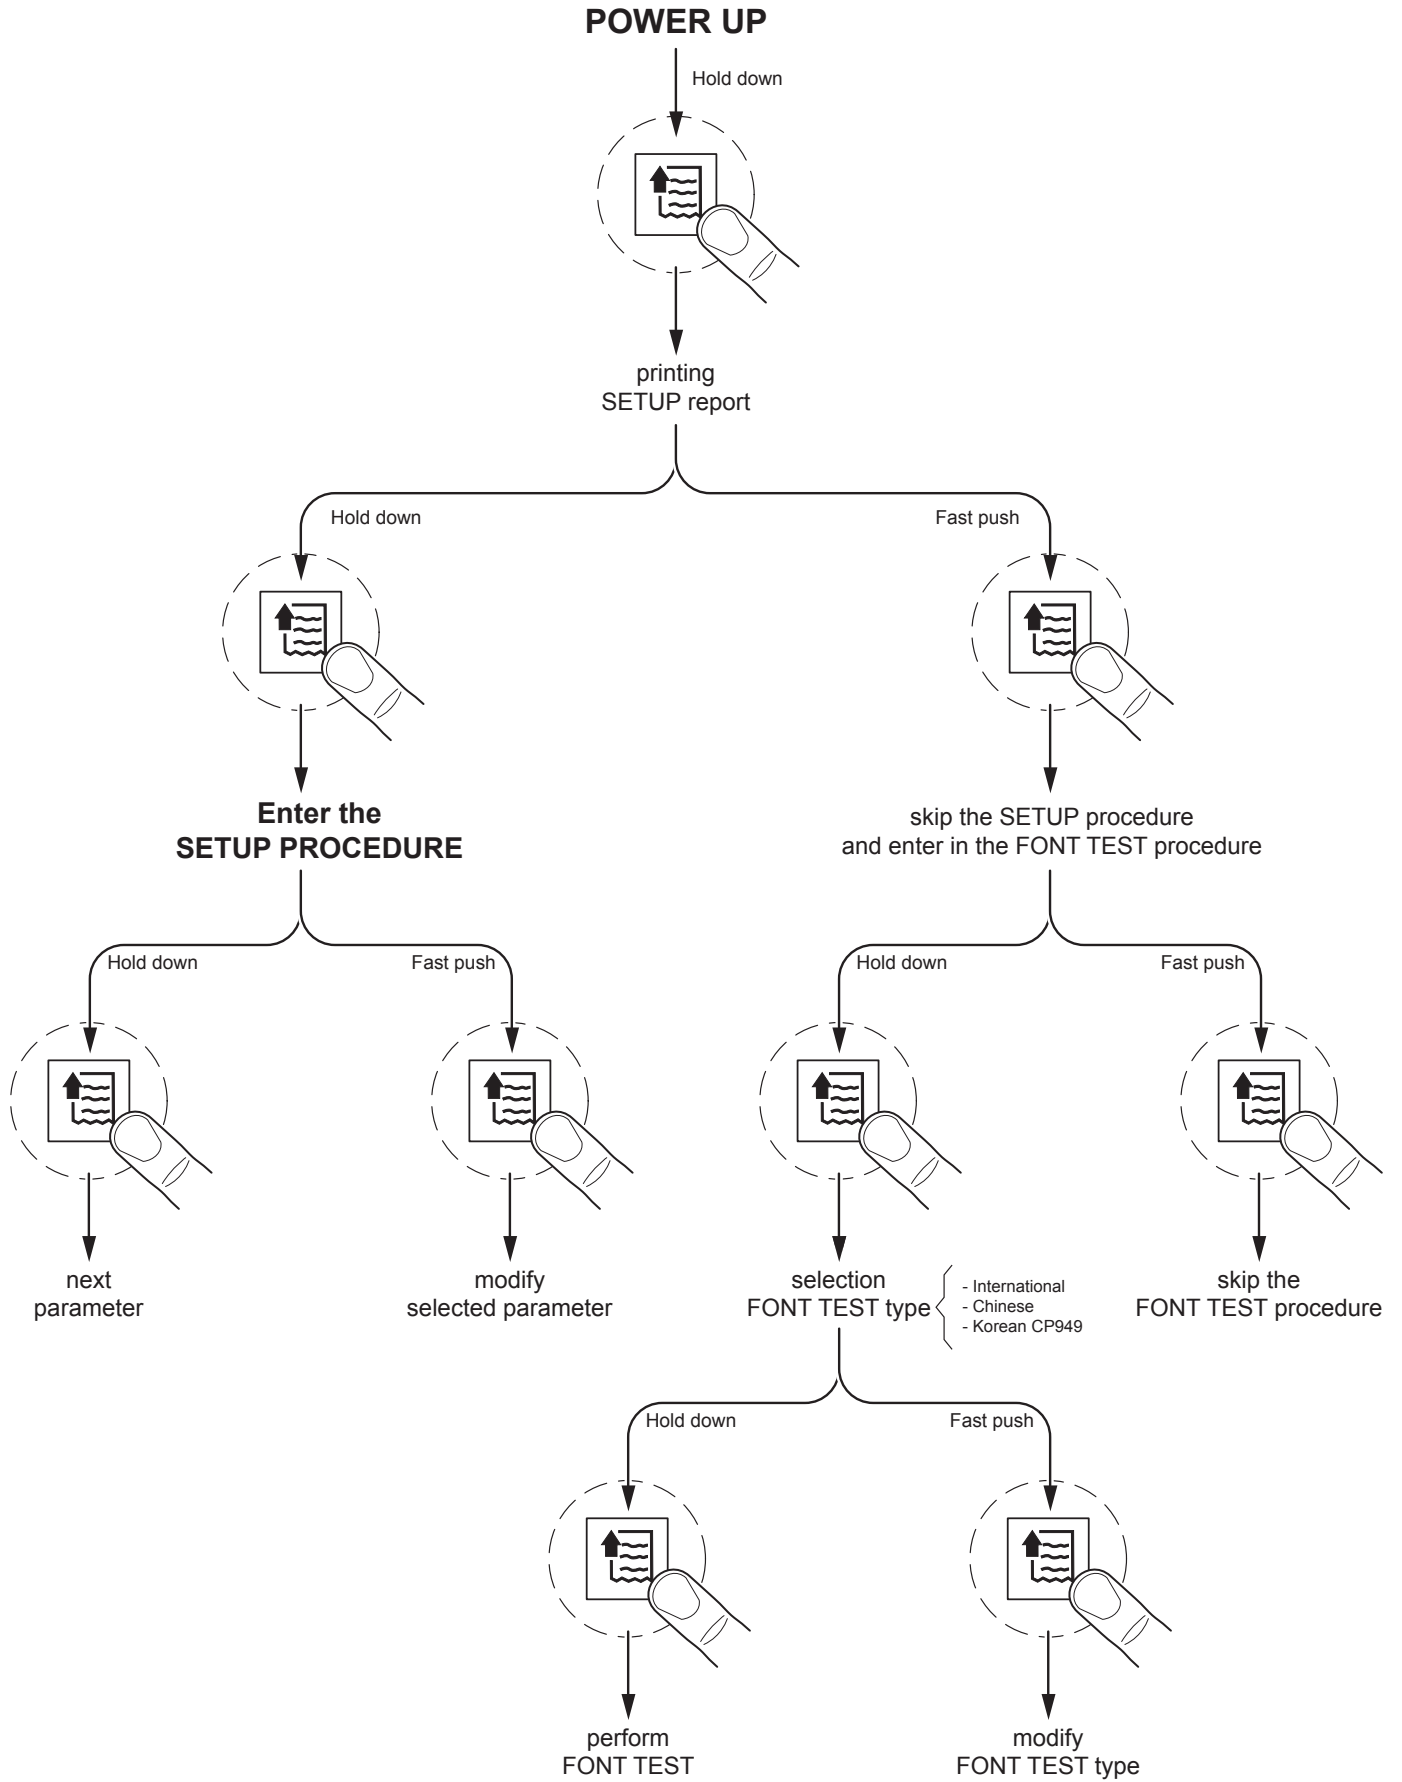 POWER UP
Hold down
printing
SETUP report
Hold down
Fast push
Enter the
SETUP PROCEDURE
skip the SETUP procedure
and enter in the FONT TEST procedure
Hold down
Fast push
Hold down
Fast push
next
parameter
modify
selected parameter
selection
FONT TEST type
- International
- Chinese
- Korean CP949
skip the
FONT TEST procedure
Hold down
Fast push
perform
FONT TEST
modify
FONT TEST type